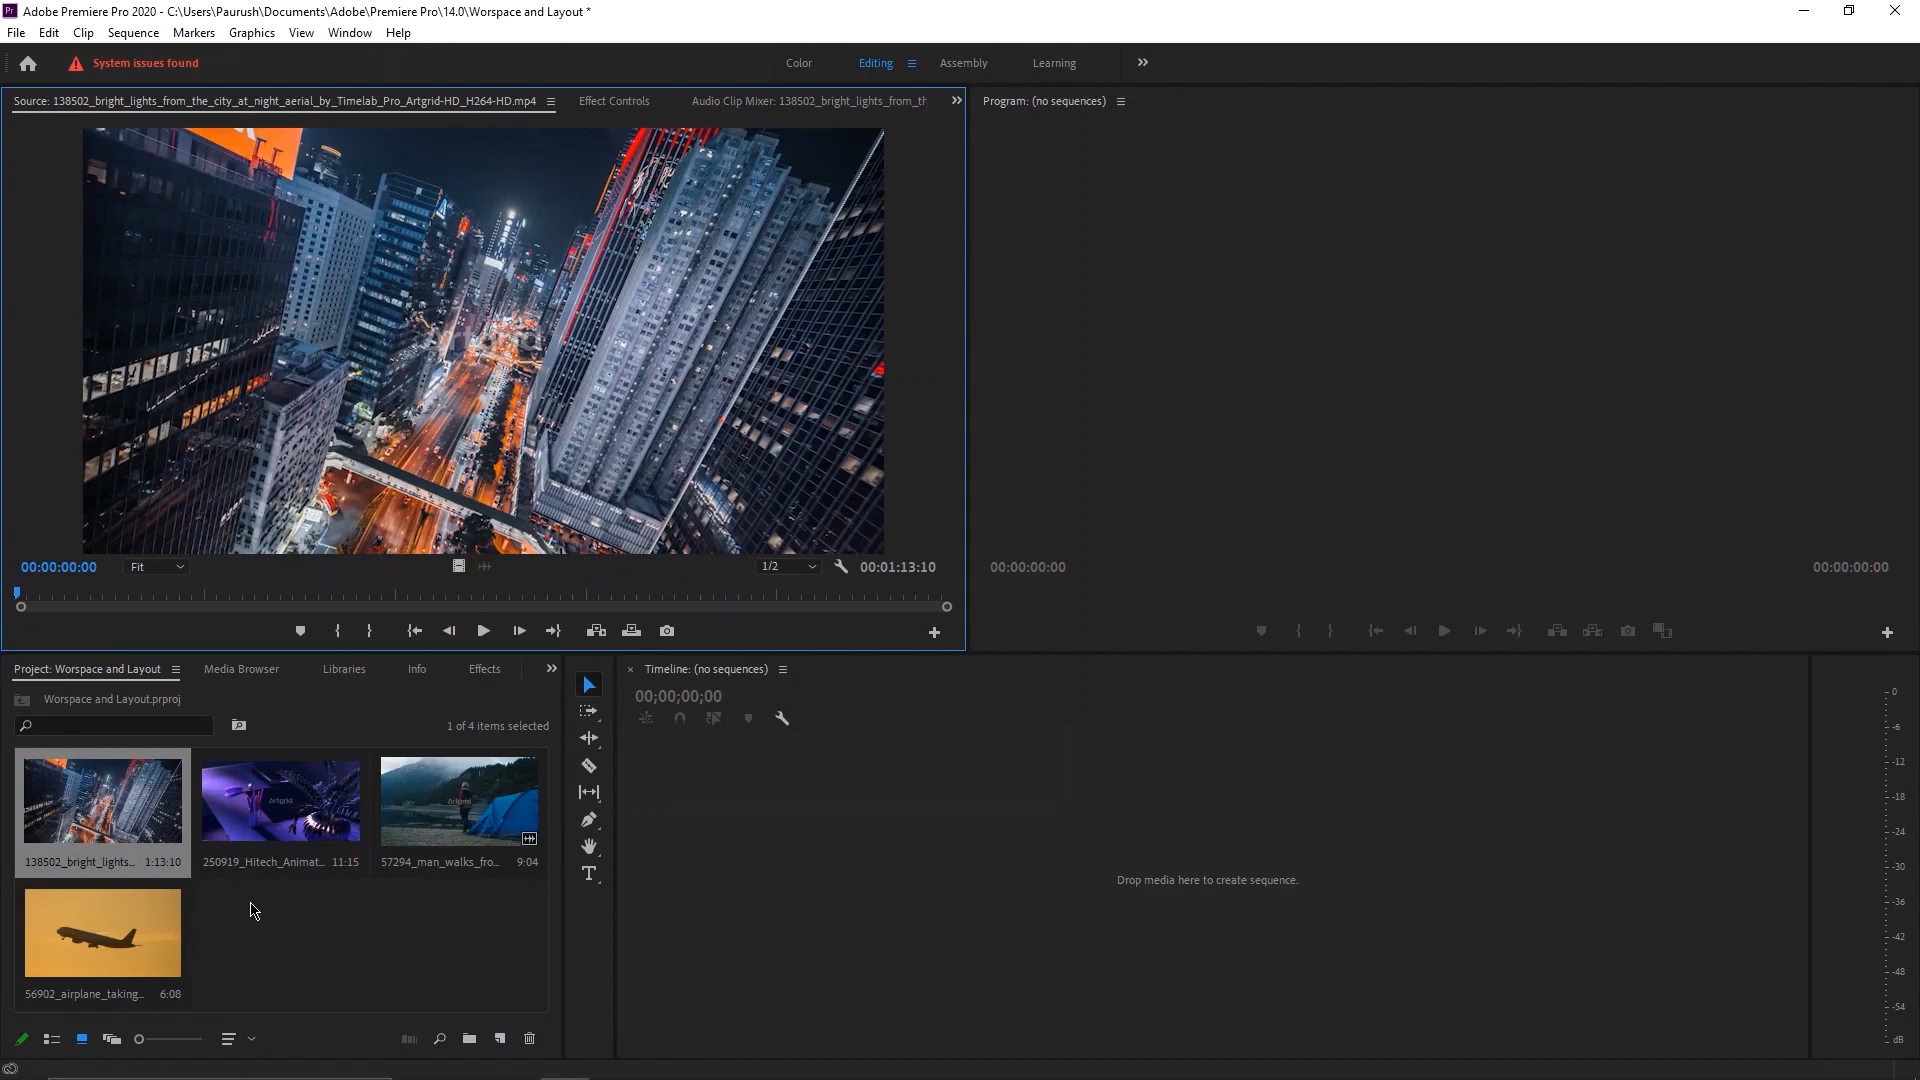 Adobe Premiere Pro 2020 - C:\Users\Paurush\Documents\Adobe\Premiere Pro\14.0\Worspace and Layout *
File Edit Clip Sequence Markers Graphics View Window Help
System issues found
Color Editing Assembly Learning
Source: 138502_bright_lights_from_the_city_at_night_aerial_by_Timelab_Pro_Artgrid-HD_H264-HD.mp4
Effect Controls
Audio Clip Mixer: 138502_bright_lights_from_th
Program: (no sequences)
Artgrid
00:00:00:00
Fit
1/2
00:01:13:10
00:00:00:00
00:00:00:00
Project: Worspace and Layout
Media Browser
Libraries
Info
Effects
Worspace and Layout.prproj
1 of 4 items selected
138502_bright_lights... 1:13:10
Artgrid
250919_Hitech_Animat... 11:15
Artgrid
57294_man_walks_fro... 9:04
56902_airplane_taking... 6:08
Timeline: (no sequences)
00;00;00;00
Drop media here to create sequence.
0
-6
-12
-18
-24
-30
-36
-42
-48
-54
dB